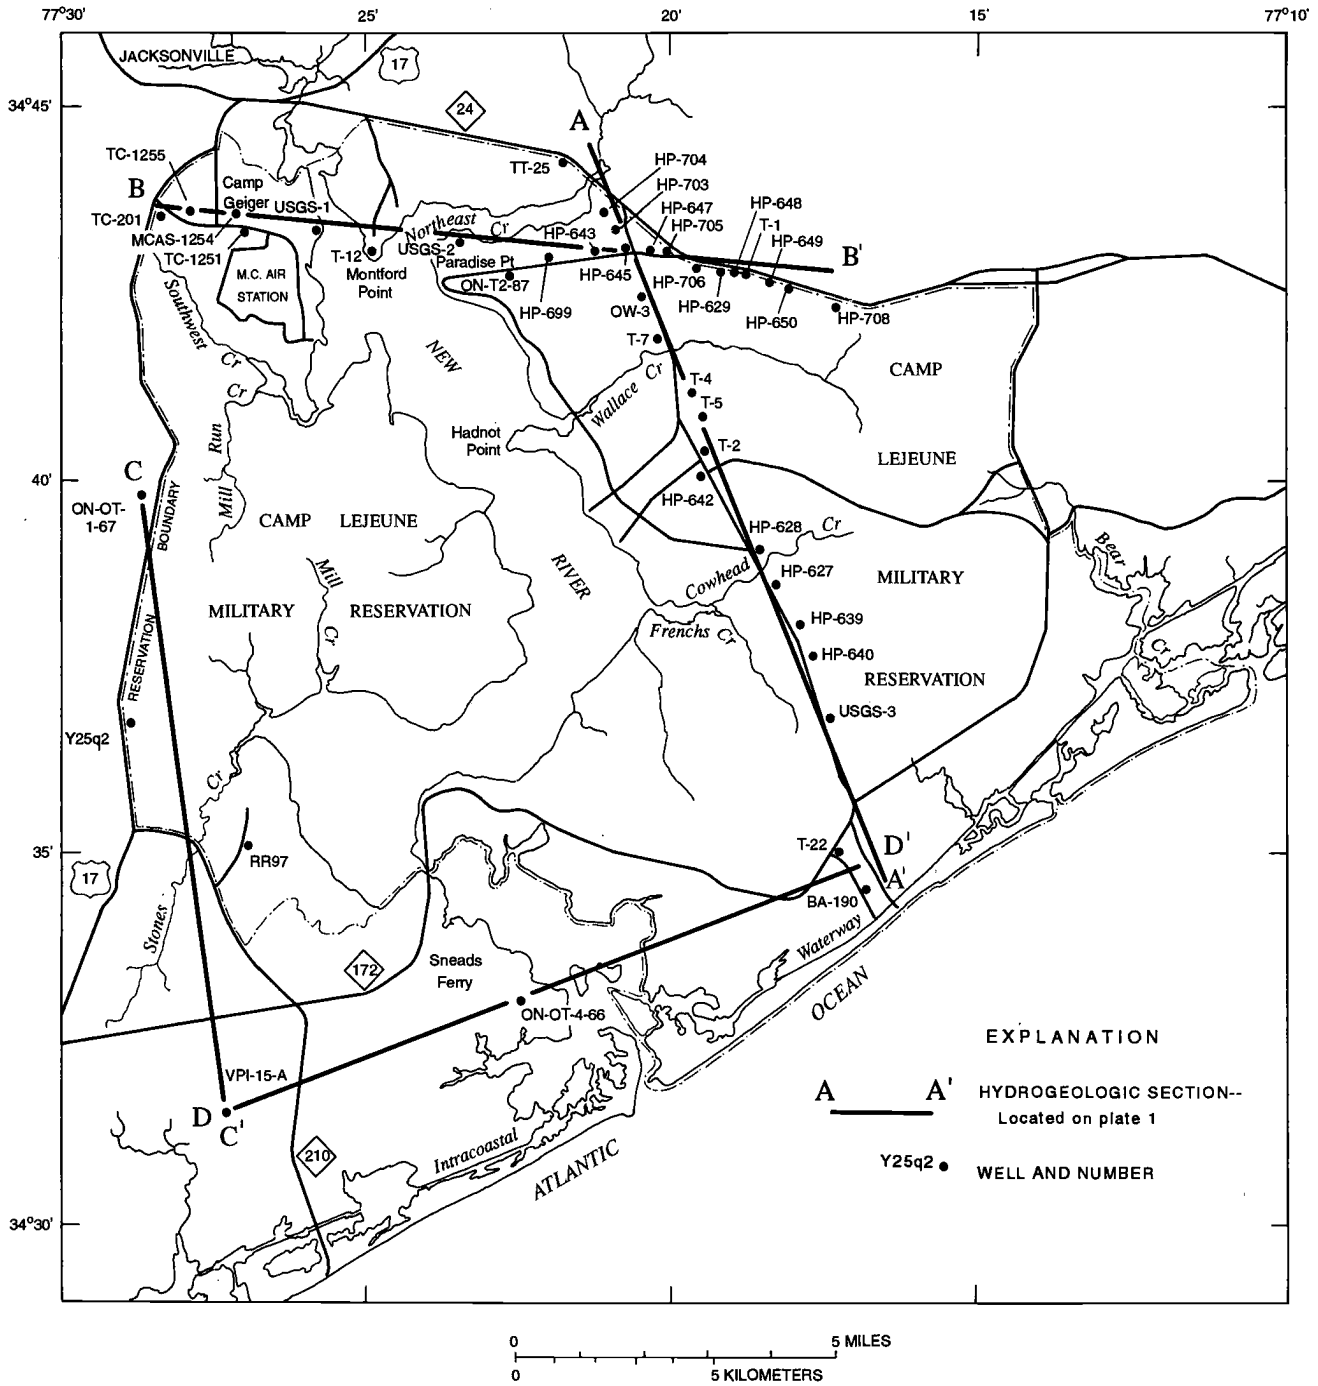 77°30'
25'
20'
15'
77°10'
JACKSONVILLE
17
34°45'
24
A
TC-1255
TT-25
HP-704
HP-703
B
Camp
Geiger
HP-647
HP-648
USGS-1
TC-201
Northeast
Cr
HP-643
HP-705
T-1
MCAS-1254
HP-649
TC-1251
T-12
USGS-2
B'
M.C. AIR
STATION
Montford
Point
Paradise Pt
ON-T2-87
HP-645
HP-706
HP-629
HP-699
OW-3
HP-650
HP-708
Southwest
Cr
T-7
NEW
CAMP
Cr
Wallace Cr
T-4
T-5
Hadnot
Point
Run
T-2
LEJEUNE
C
40'
Mill
HP-642
ON-OT-
1-67
BOUNDARY
CAMP LEJEUNE
HP-628
Cr
Bear
RIVER
Mill
Cr
Cowhead
HP-627
MILITARY
MILITARY RESERVATION
HP-639
Frenchs Cr
Cr
HP-640
RESERVATION
RESERVATION
USGS-3
Y25q2
Cr
T-22
D'
35'
RR97
A'
17
BA-190
Stones
Waterway
172
Sneads
Ferry
OCEAN
ON-OT-4-66
EXPLANATION
VPI-15-A
A A' HYDROGEOLOGIC SECTION--
Located on plate 1
D
C'
Intracoastal
210
ATLANTIC
Y25q2 WELL AND NUMBER
34°30'
0 5 MILES
0 5 KILOMETERS